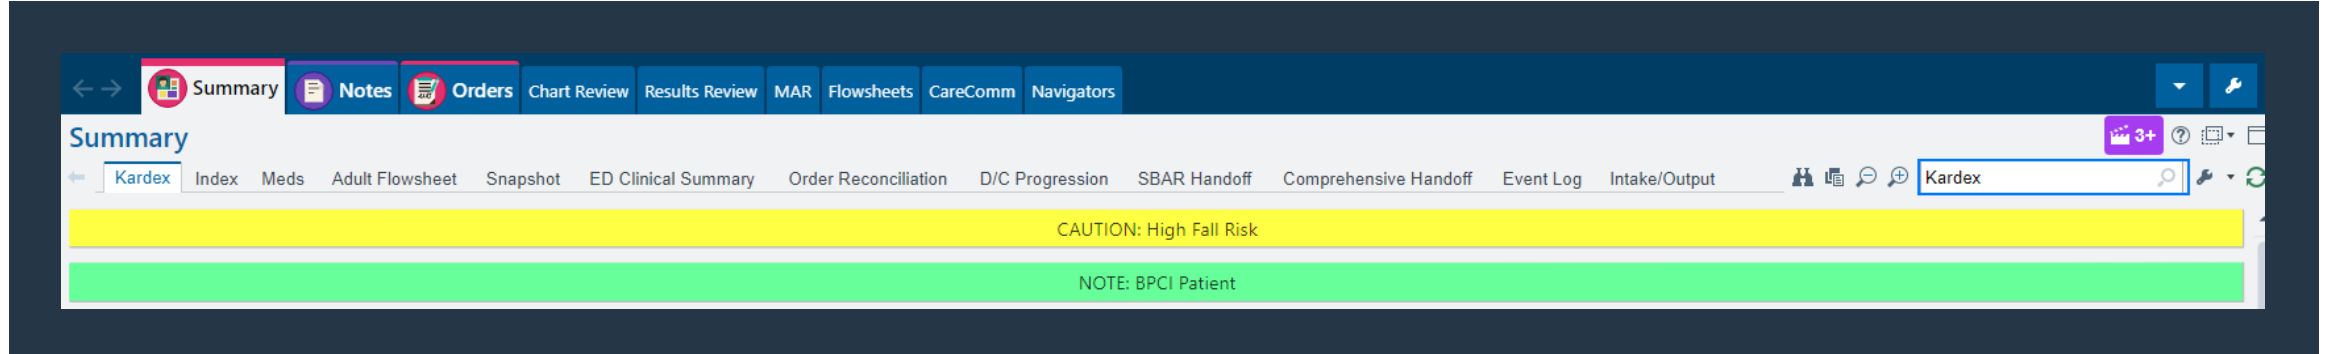 Summary Notes Orders Chart Review Results Review MAR Flowsheets CareComm Navigators
Summary 3+
Kardex Index Meds Adult Flowsheet Snapshot ED Clinical Summary Order Reconciliation D/C Progression SBAR Handoff Comprehensive Handoff Event Log Intake/Output Kardex
CAUTION: High Fall Risk
NOTE: BPCI Patient